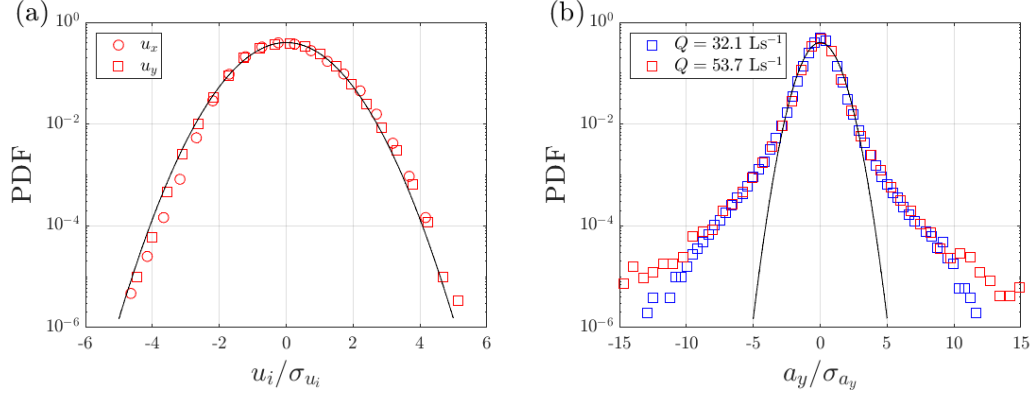 (a)
10^0
10^{-2}
10^{-4}
10^{-6}
PDF
u_x
u_y
-6 -4 -2 0 2 4 6
u_i/σ_{u_i}
(b)
10^0
10^{-2}
10^{-4}
10^{-6}
PDF
Q = 32.1 Ls^{-1}
Q = 53.7 Ls^{-1}
-15 -10 -5 0 5 10 15
a_y/σ_{a_y}